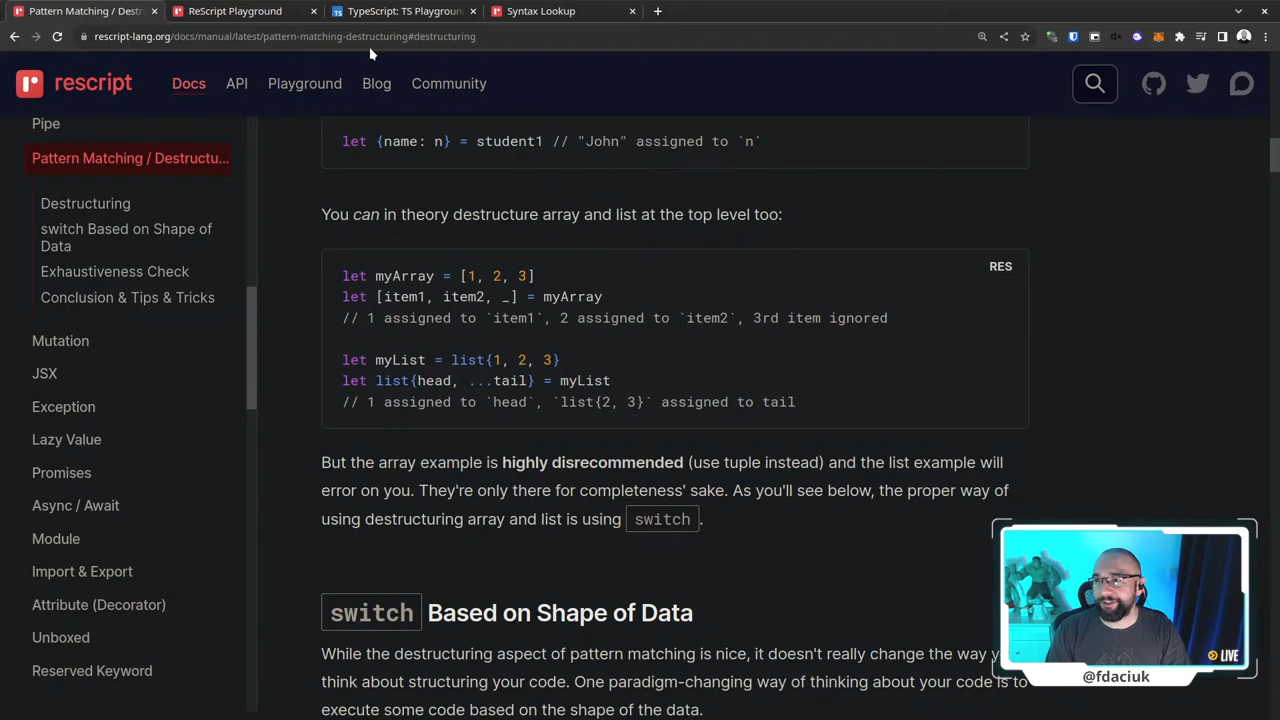 Pattern Matching / Destr
ReScript Playground
TS TypeScript: TS Playgroun
Syntax Lookup
rescript-lang.org/docs/manual/latest/pattern-matching-destructuring#destructuring
rescript
Docs
API
Playground
Blog
Community
Pipe
Pattern Matching / Destructu...
Destructuring
switch Based on Shape of
Data
Exhaustiveness Check
Conclusion & Tips & Tricks
Mutation
JSX
Exception
Lazy Value
Promises
Async / Await
Module
Import & Export
Attribute (Decorator)
Unboxed
Reserved Keyword
let {name: n} = student1 // "John" assigned to `n`
You can in theory destructure array and list at the top level too:
RES
let myArray = [1, 2, 3]
let [item1, item2, _] = myArray
// 1 assigned to `item1`, 2 assigned to `item2`, 3rd item ignored
let myList = list{1, 2, 3}
let list{head, ...tail} = myList
// 1 assigned to `head`, `list{2, 3}` assigned to tail
But the array example is highly disrecommended (use tuple instead) and the list example will
error on you. They're only there for completeness' sake. As you'll see below, the proper way of
using destructuring array and list is using switch.
switch Based on Shape of Data
While the destructuring aspect of pattern matching is nice, it doesn't really change the way y
think about structuring your code. One paradigm-changing way of thinking about your code is to
execute some code based on the shape of the data.
LIVE
@fdaciuk